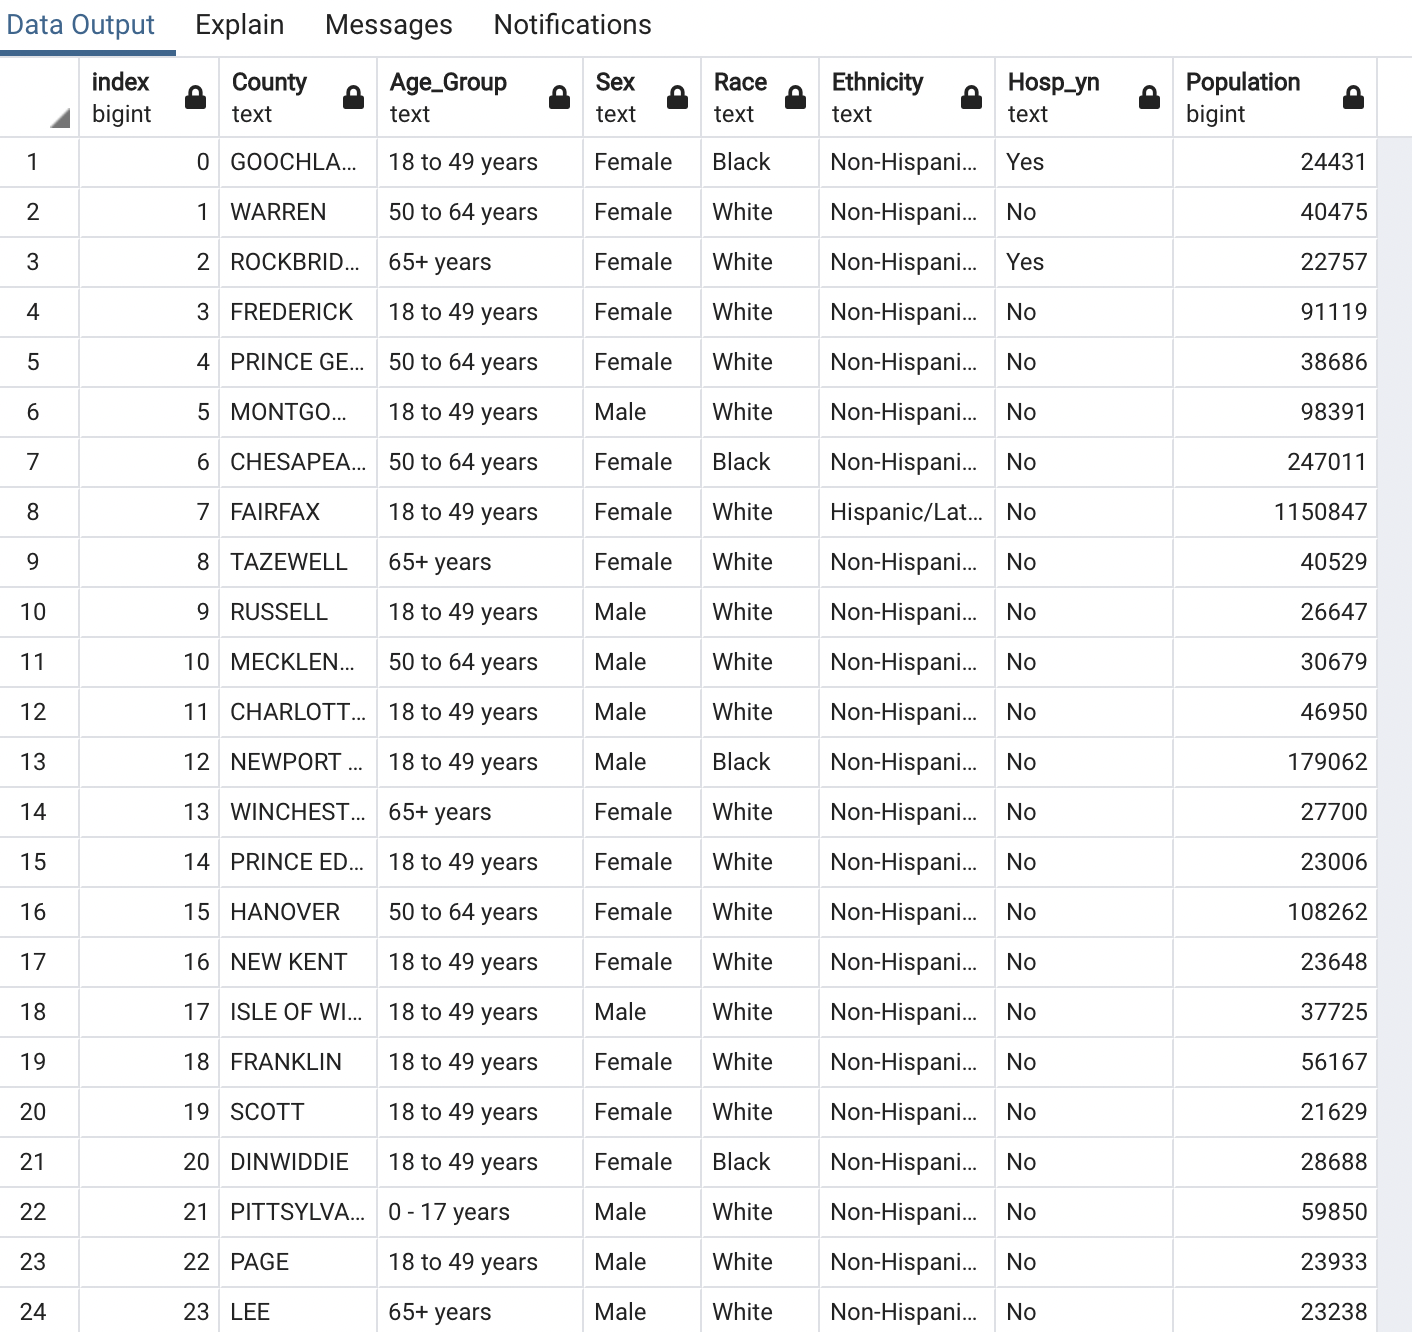 Data Output Explain Messages Notifications
index County Age_Group Sex Race Ethnicity Hosp_yn Population
bigint text text text text text text bigint
1 0 GOOCHLA... 18 to 49 years Female Black Non-Hispani... Yes 24431
2 1 WARREN 50 to 64 years Female White Non-Hispani... No 40475
3 2 ROCKBRID... 65+ years Female White Non-Hispani... Yes 22757
4 3 FREDERICK 18 to 49 years Female White Non-Hispani... No 91119
5 4 PRINCE GE... 50 to 64 years Female White Non-Hispani... No 38686
6 5 MONTGO... 18 to 49 years Male White Non-Hispani... No 98391
7 6 CHESAPEA... 50 to 64 years Female Black Non-Hispani... No 247011
8 7 FAIRFAX 18 to 49 years Female White Hispanic/Lat... No 1150847
9 8 TAZEWELL 65+ years Female White Non-Hispani... No 40529
10 9 RUSSELL 18 to 49 years Male White Non-Hispani... No 26647
11 10 MECKLEN... 50 to 64 years Male White Non-Hispani... No 30679
12 11 CHARLOTT... 18 to 49 years Male White Non-Hispani... No 46950
13 12 NEWPORT ... 18 to 49 years Male Black Non-Hispani... No 179062
14 13 WINCHEST... 65+ years Female White Non-Hispani... No 27700
15 14 PRINCE ED... 18 to 49 years Female White Non-Hispani... No 23006
16 15 HANOVER 50 to 64 years Female White Non-Hispani... No 108262
17 16 NEW KENT 18 to 49 years Female White Non-Hispani... No 23648
18 17 ISLE OF WI... 18 to 49 years Male White Non-Hispani... No 37725
19 18 FRANKLIN 18 to 49 years Female White Non-Hispani... No 56167
20 19 SCOTT 18 to 49 years Female White Non-Hispani... No 21629
21 20 DINWIDDIE 18 to 49 years Female Black Non-Hispani... No 28688
22 21 PITTSYLVA... 0 - 17 years Male White Non-Hispani... No 59850
23 22 PAGE 18 to 49 years Male White Non-Hispani... No 23933
24 23 LEE 65+ years Male White Non-Hispani... No 23238